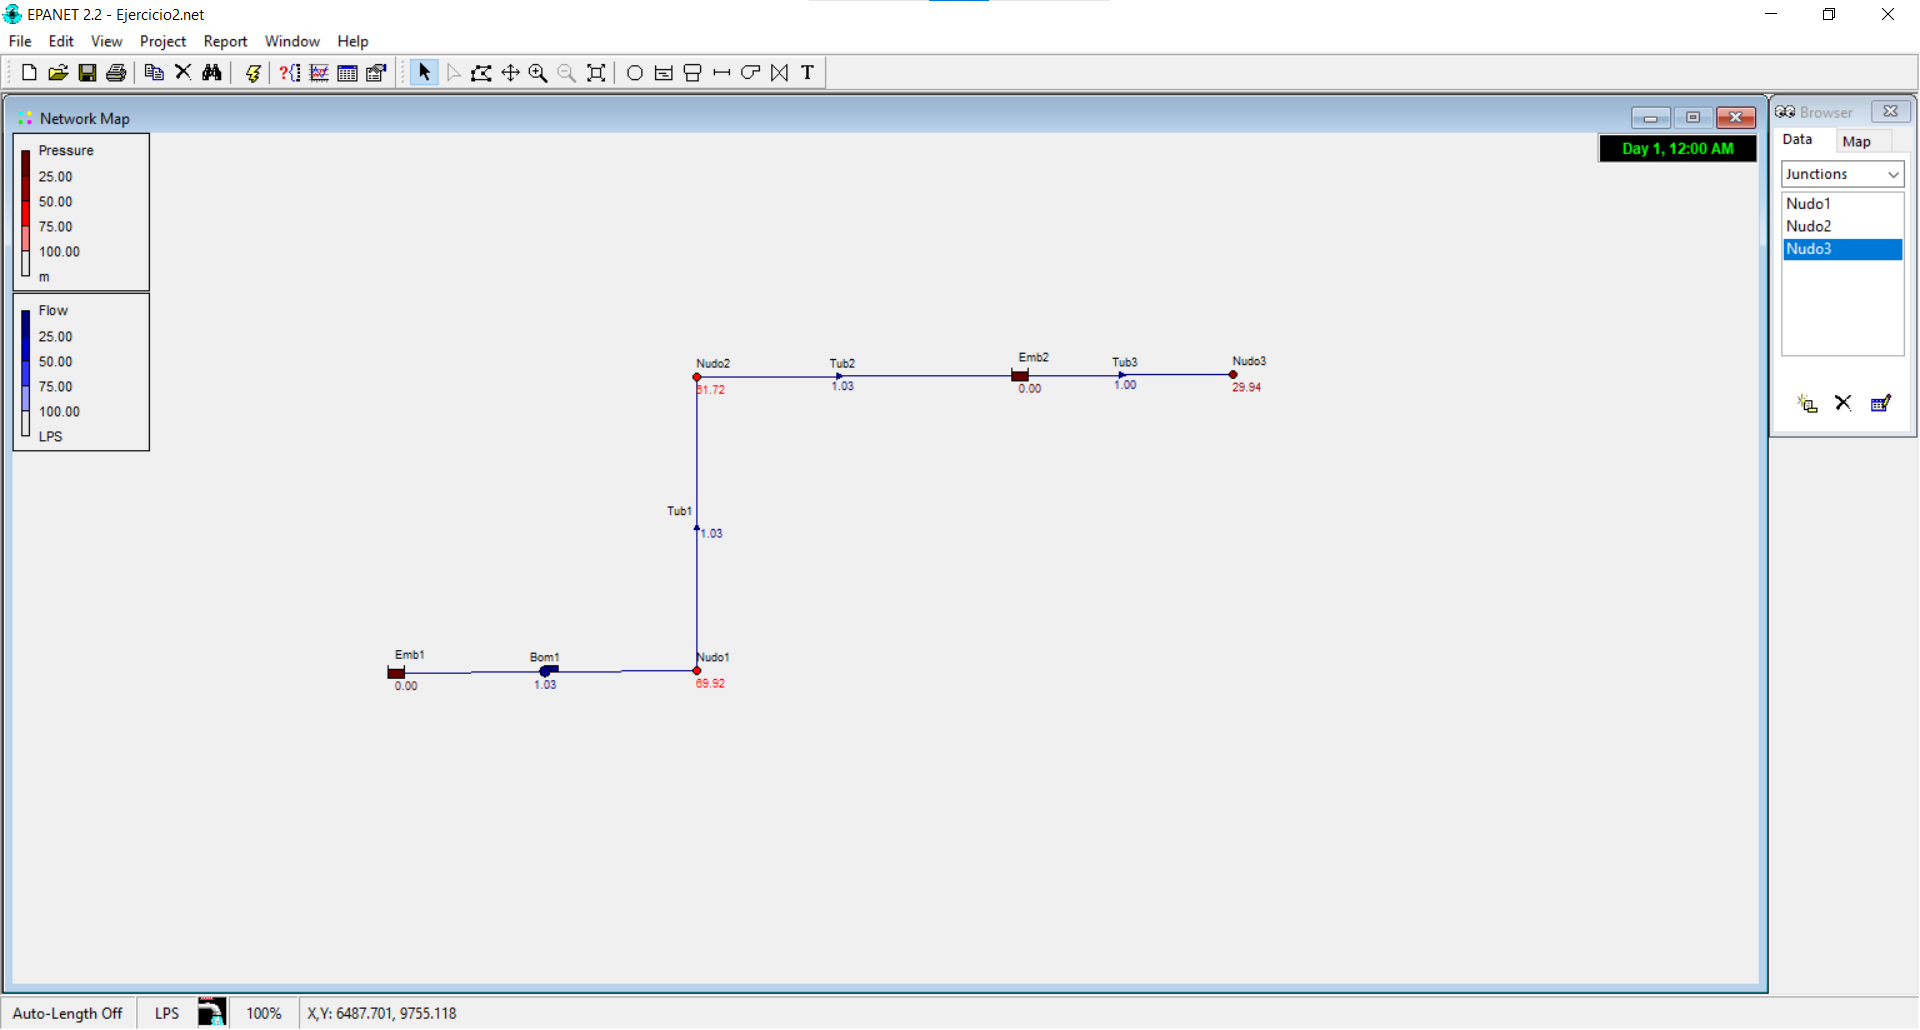 EPANET 2.2 - Ejercicio2.net
File Edit View Project Report Window Help
Network Map
Day 1, 12:00 AM
Pressure
25.00
50.00
75.00
100.00
m
Flow
25.00
50.00
75.00
100.00
LPS
Nudo2
61.72
Tub2
1.03
Emb2
0.00
Tub3
1.00
Nudo3
29.94
Tub1
1.03
Emb1
0.00
Bom1
1.03
Nudo1
69.92
Browser
Data Map
Junctions
Nudo1
Nudo2
Nudo3
Auto-Length Off LPS 100% X,Y: 6487.701, 9755.118